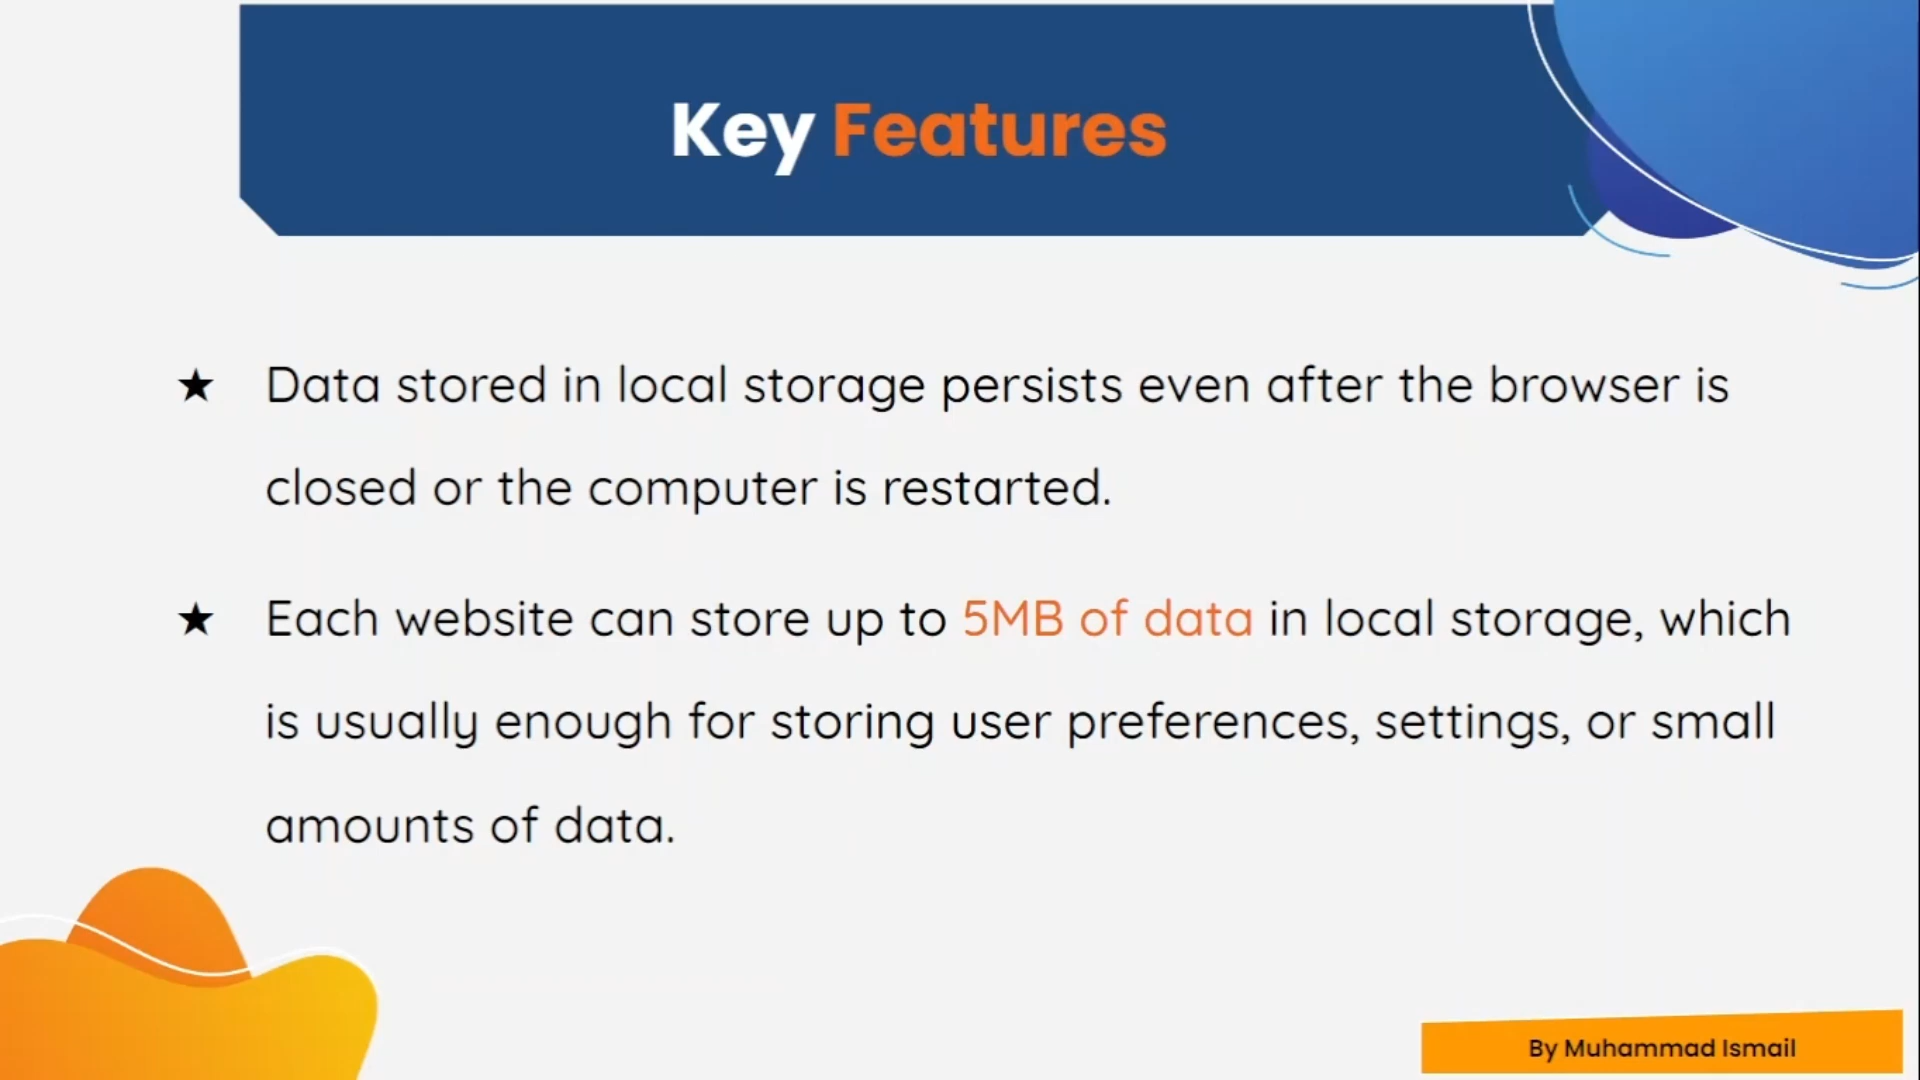 Key Features
★ Data stored in local storage persists even after the browser is
closed or the computer is restarted.
★ Each website can store up to 5MB of data in local storage, which
is usually enough for storing user preferences, settings, or small
amounts of data.
By Muhammad Ismail